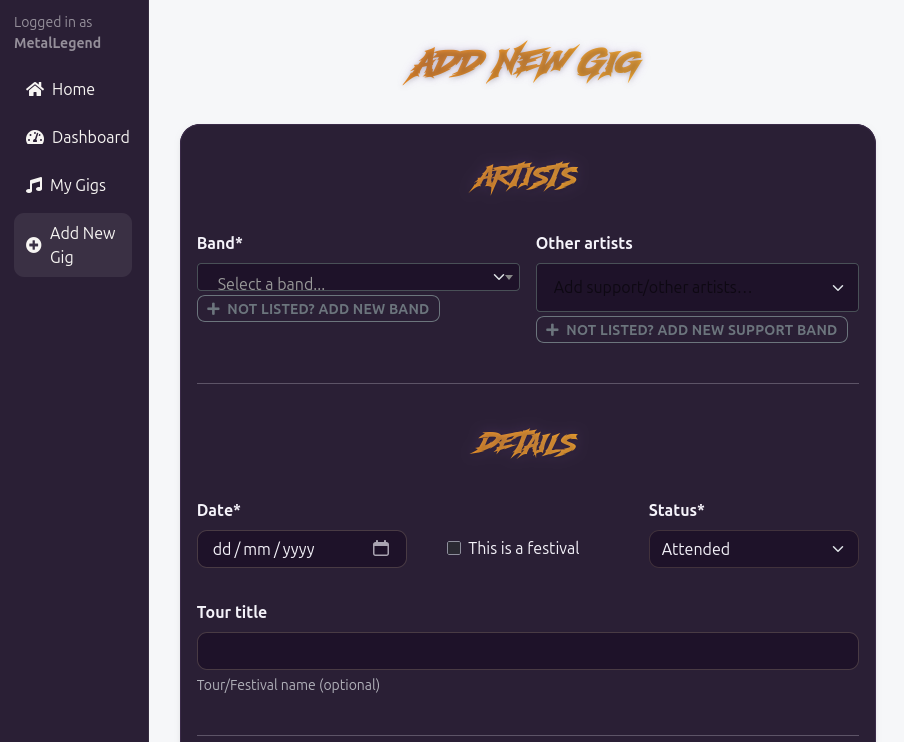 Logged in as
MetalLegend
Home
Dashboard
My Gigs
Add New
Gig
Add New Gig
Artists
Band*
Select a band...
NOT LISTED? ADD NEW BAND
Other artists
Add support/other artists...
NOT LISTED? ADD NEW SUPPORT BAND
Details
Date*
dd/mm/yyyy
This is a festival
Status*
Attended
Tour title
Tour/Festival name (optional)